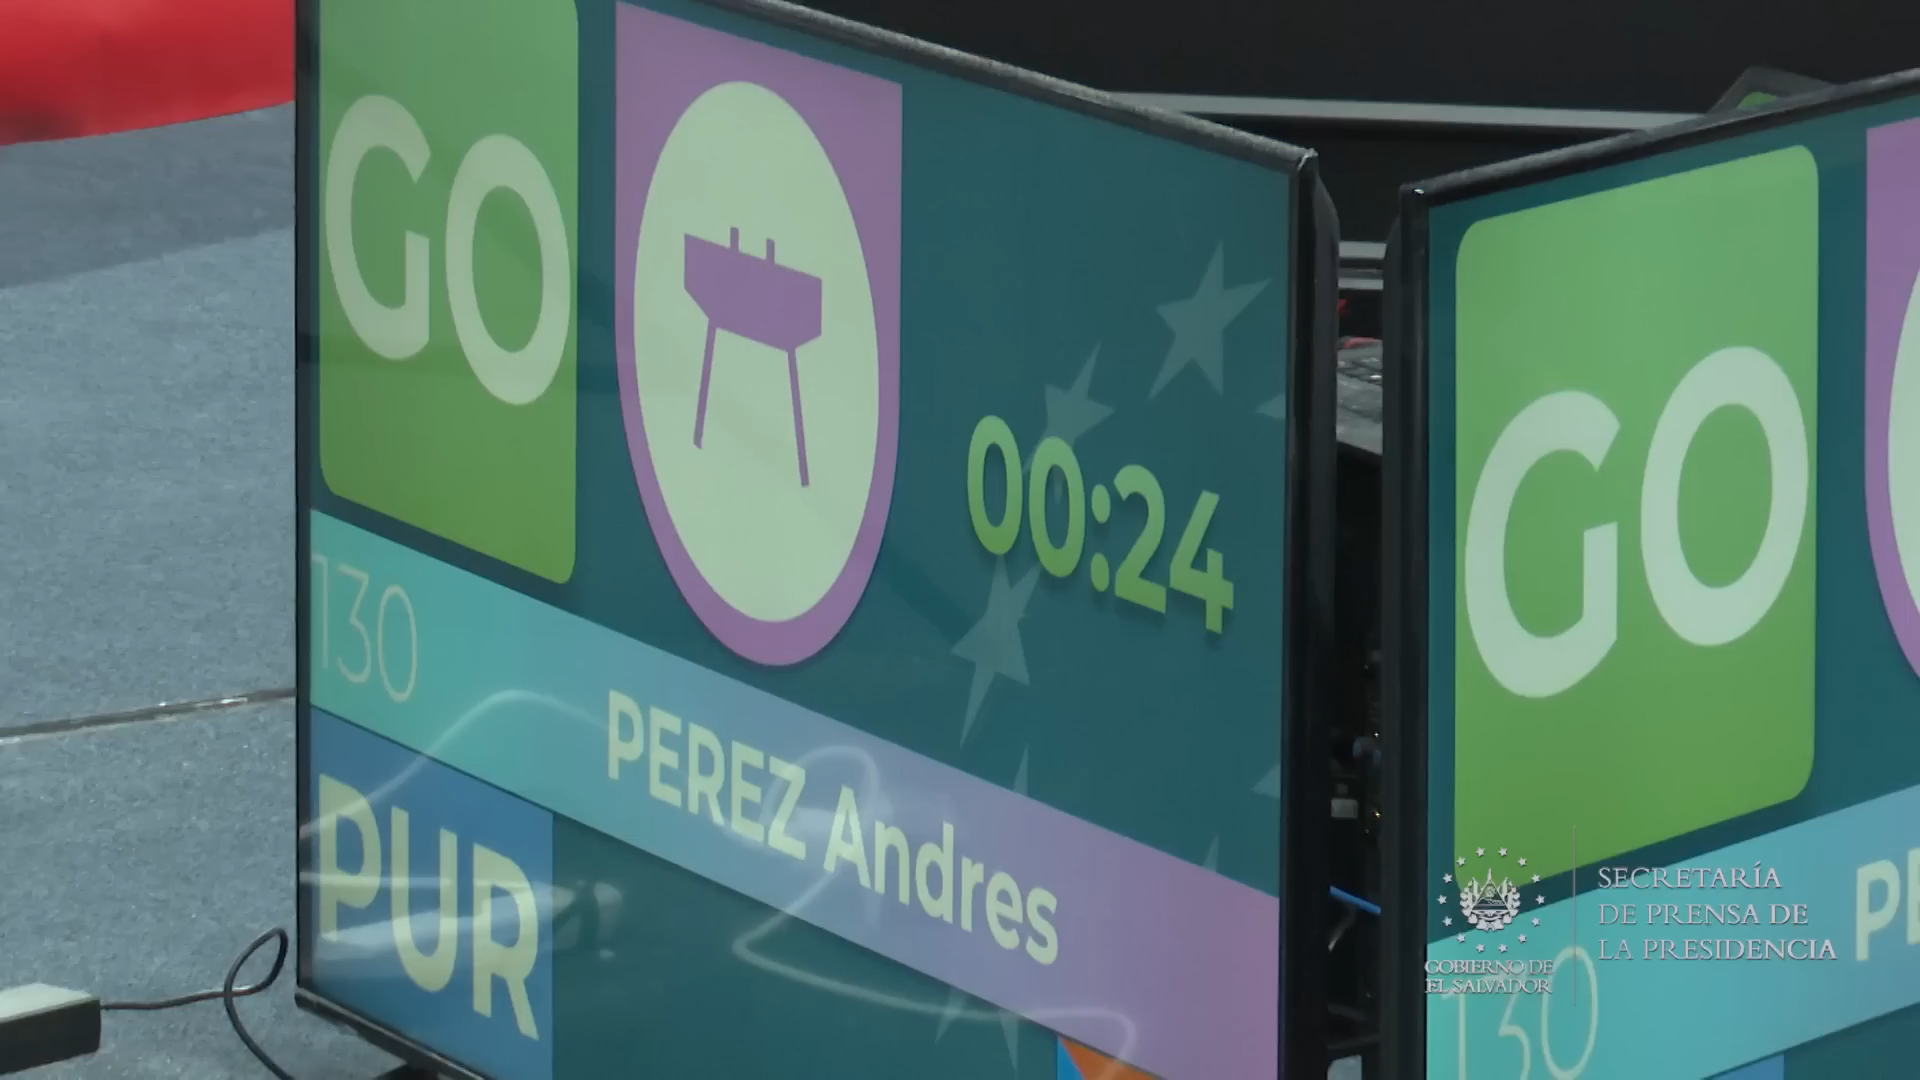 GO
00:24
130
PEREZ Andres
PUR
GO
PE
130
GOBIERNO DE
EL SALVADOR
SECRETARÍA
DE PRENSA DE
LA PRESIDENCIA